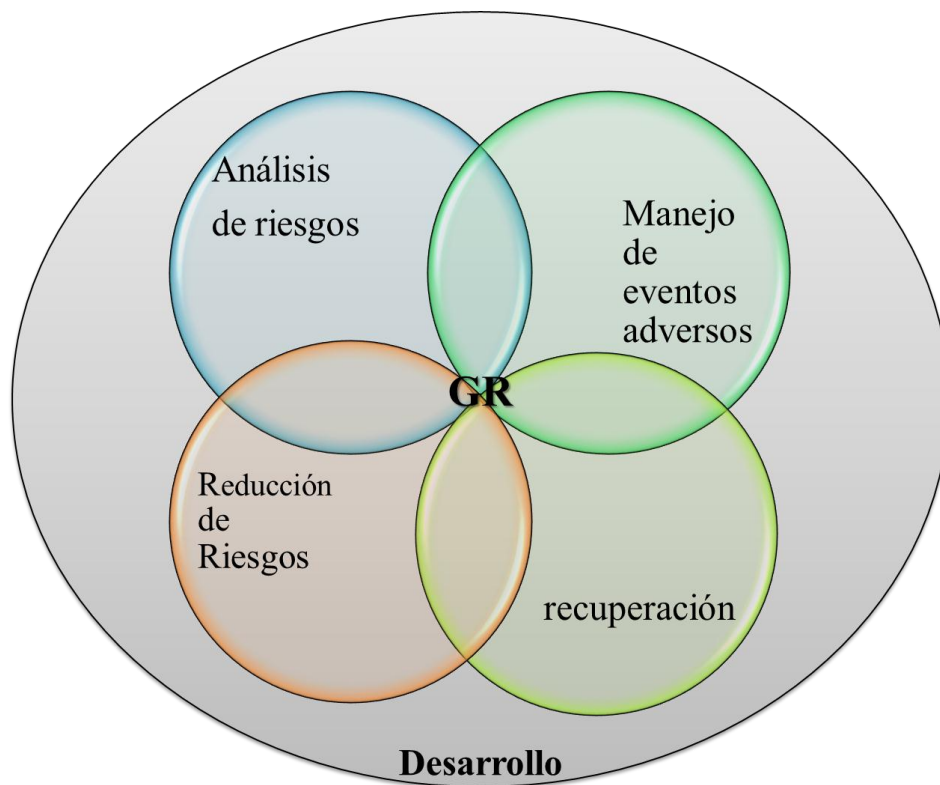 Análisis
de riesgos
Manejo
de
eventos
adversos
GR
Reducción
de
Riesgos
recuperación
Desarrollo